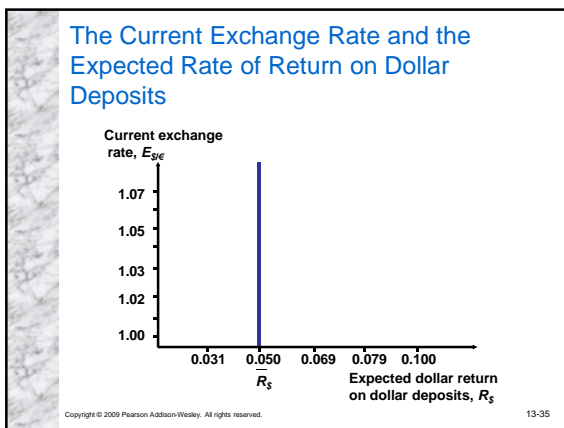 The Current Exchange Rate and the
Expected Rate of Return on Dollar
Deposits
Current exchange
rate, E$/€
1.07
1.05
1.03
1.02
1.00
0.031 0.050 0.069 0.079 0.100
R$
Expected dollar return
on dollar deposits, R$
Copyright © 2009 Pearson Addison-Wesley. All rights reserved.
13-35